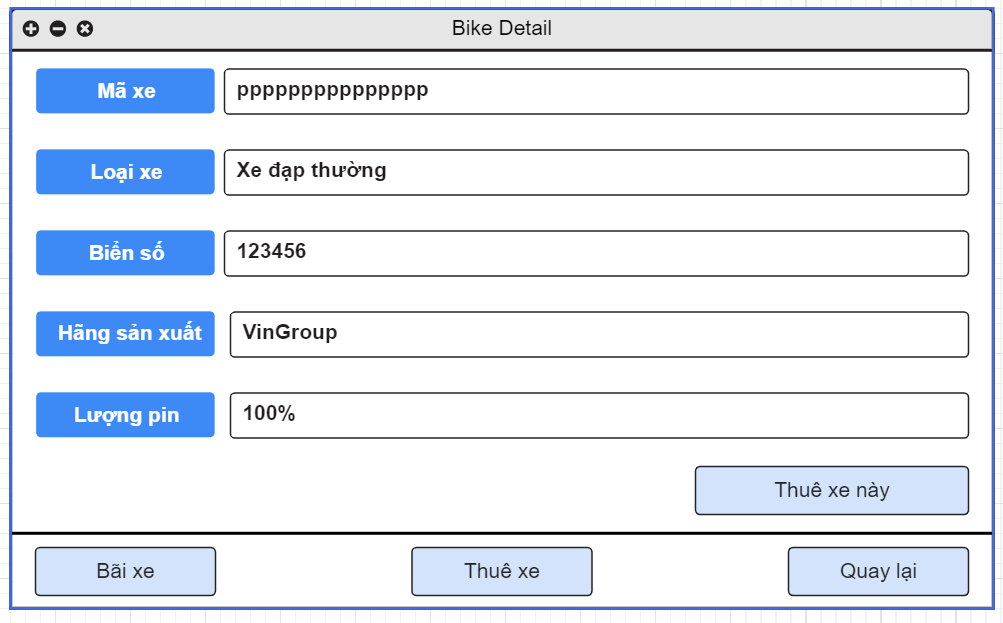 Bike Detail
Mã xe
ppppppppppppppp
Loại xe
Xe đạp thường
Biển số
123456
Hãng sản xuất
VinGroup
Lượng pin
100%
Thuê xe này
Bãi xe
Thuê xe
Quay lại